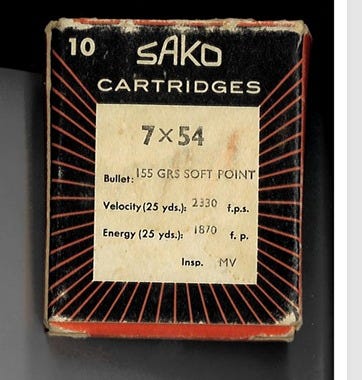 10 SAKO
CARTRIDGES
7×54
Bullet: 155 GRS SOFT POINT
Velocity (25 yds.): 2330 f.p.s.
Energy (25 yds.): 1870 f. p.
Insp. MV